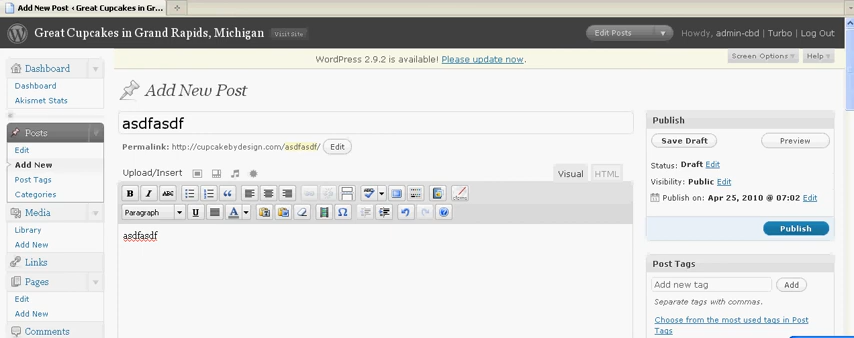 Add New Post ‹ Great Cupcakes in Gr...
Great Cupcakes in Grand Rapids, Michigan Visit Site
Edit Posts Howdy, admin-cbd | Turbo | Log Out
WordPress 2.9.2 is available! Please update now.
Screen Options Help
Dashboard
Dashboard
Akismet Stats
Posts
Edit
Add New
Post Tags
Categories
Media
Library
Add New
Links
Pages
Edit
Add New
Comments
Add New Post
asdfasdf
Permalink: http://cupcakebydesign.com/asdfasdf/ Edit
Upload/Insert
Visual HTML
B I ABC
Paragraph U A
asdfasdf
Publish
Save Draft Preview
Status: Draft Edit
Visibility: Public Edit
Publish on: Apr 25, 2010 @ 07:02 Edit
Publish
Post Tags
Add new tag Add
Separate tags with commas.
Choose from the most used tags in Post
Tags